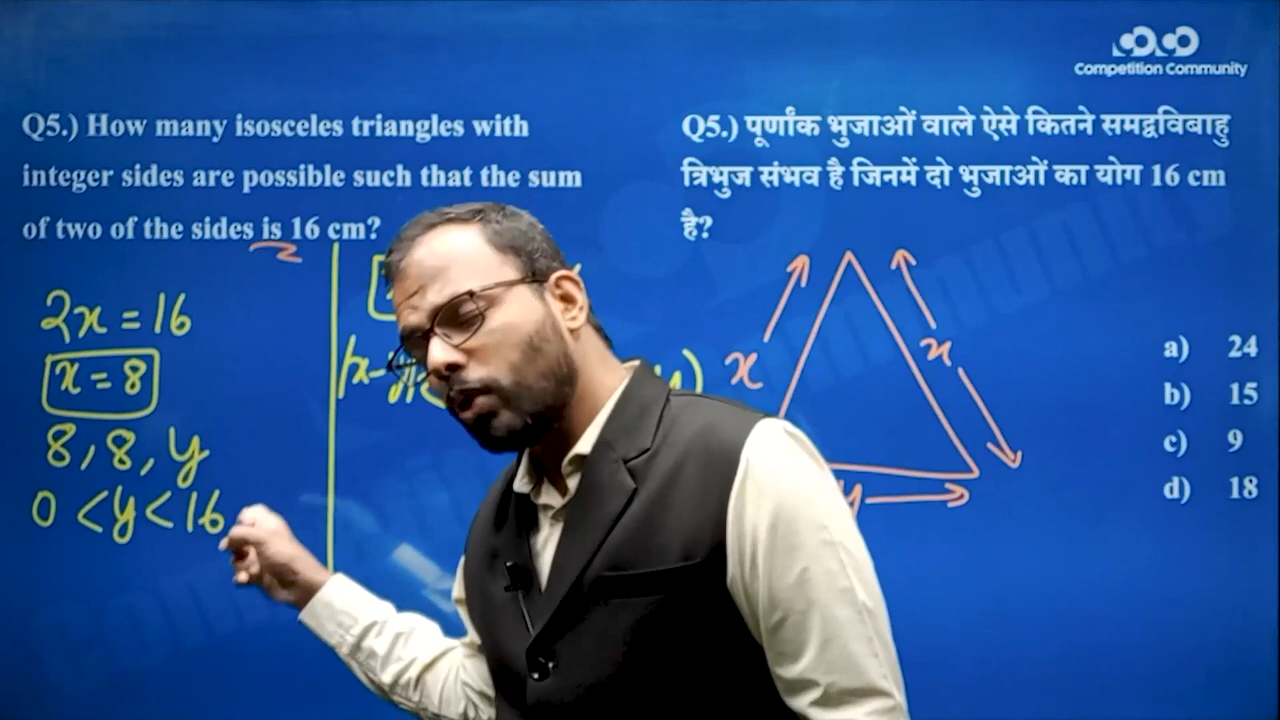 Competition Community
Q5.) How many isosceles triangles with
integer sides are possible such that the sum
of two of the sides is 16 cm?
Q5.) पूर्णांक भुजाओं वाले ऐसे कितने समद्वविबाहु
त्रिभुज संभव है जिनमें दो भुजाओं का योग 16 cm
है?
2x = 16
x = 8
8, 8, y
0 < y < 16
x
x
y
a) 24
b) 15
c) 9
d) 18